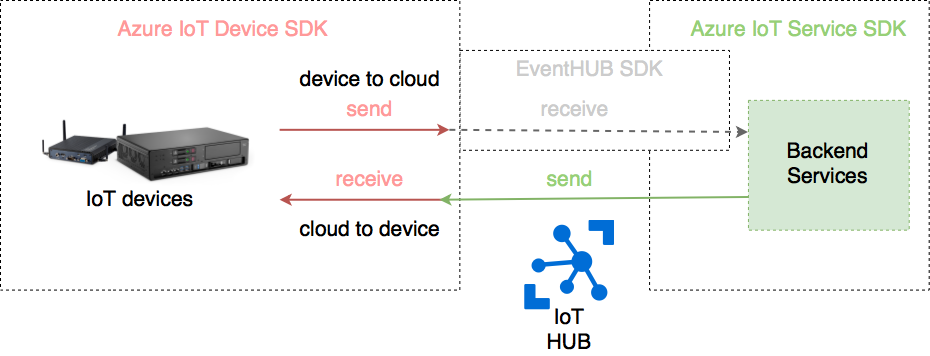 Azure IoT Device SDK
Azure IoT Service SDK
EventHUB SDK
device to cloud
send
receive
Backend
Services
IoT devices
receive
send
cloud to device
IoT
HUB